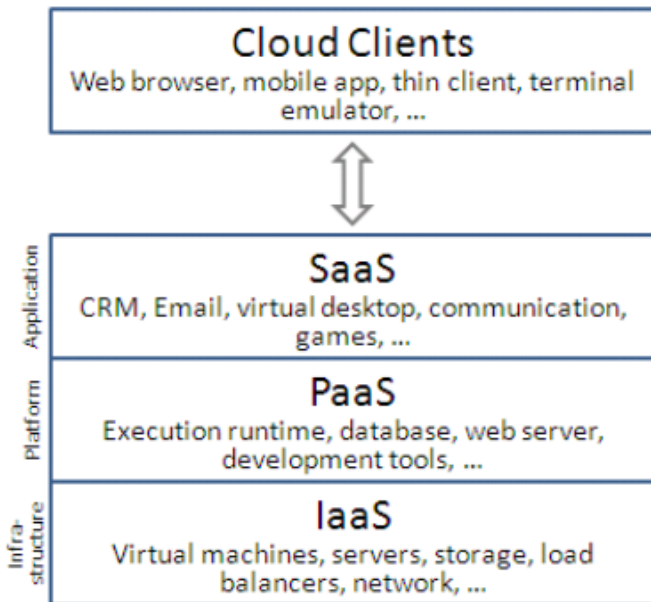 Cloud Clients
Web browser, mobile app, thin client, terminal
emulator, ...
Application
SaaS
CRM, Email, virtual desktop, communication,
games, ...
Platform
PaaS
Execution runtime, database, web server,
development tools, ...
Infra-
structure
IaaS
Virtual machines, servers, storage, load
balancers, network, ...